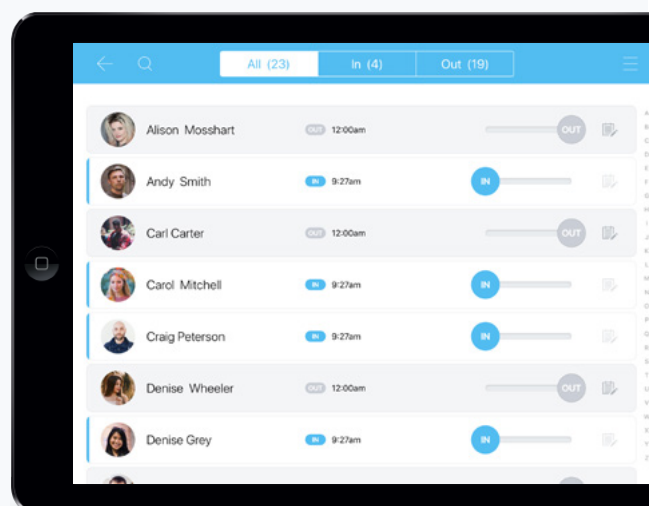 All (23) In (4) Out (19)
Alison Mosshart OUT 12:00am OUT
Andy Smith IN 9:27am IN
Carl Carter OUT 12:00am OUT
Carol Mitchell IN 9:27am IN
Craig Peterson IN 9:27am IN
Denise Wheeler OUT 12:00am OUT
Denise Grey IN 9:27am IN
A
B
C
D
E
F
G
H
I
J
K
L
M
N
O
P
Q
R
S
T
U
V
W
X
Y
Z